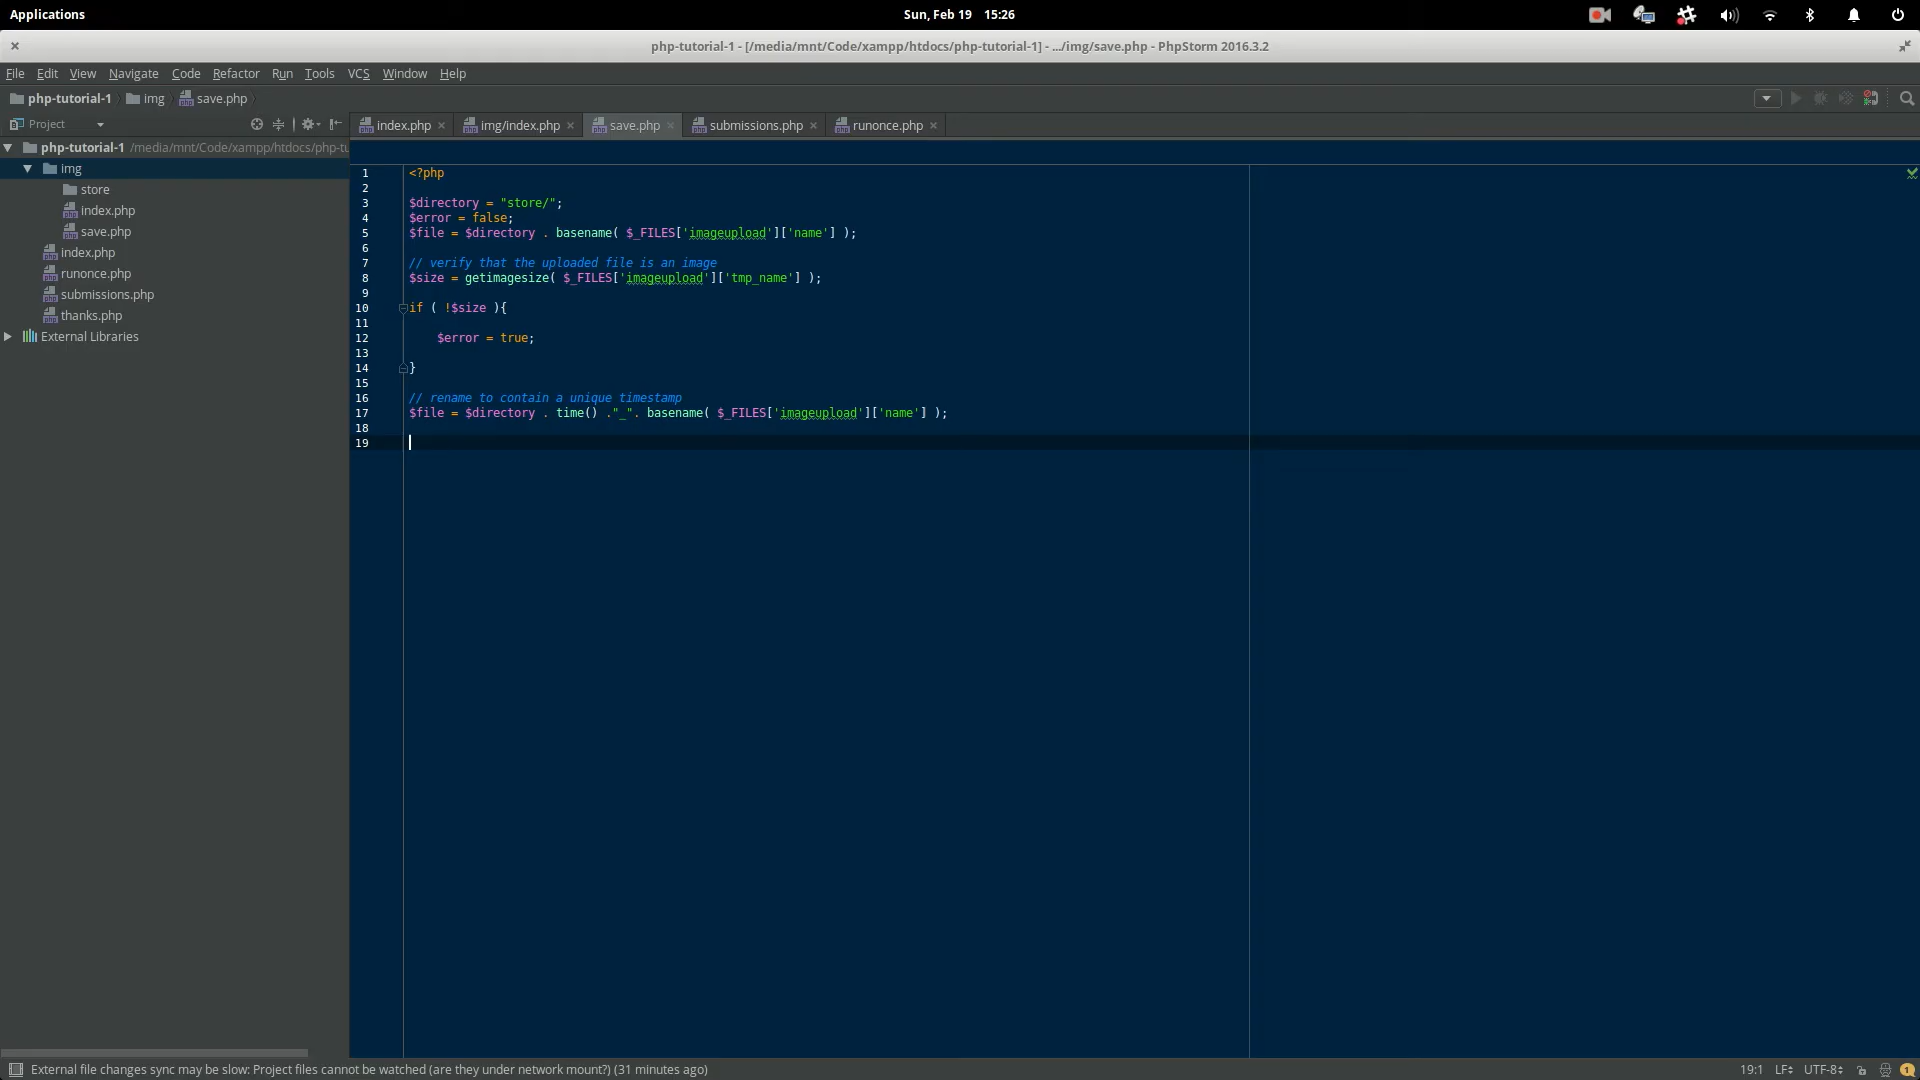 Applications
Sun, Feb 19 15:26
php-tutorial-1 - [/media/mnt/Code/xampp/htdocs/php-tutorial-1] - .../img/save.php - PhpStorm 2016.3.2
File Edit View Navigate Code Refactor Run Tools VCS Window Help
php-tutorial-1 img save.php
Project
index.php img/index.php save.php submissions.php runonce.php
php-tutorial-1 /media/mnt/Code/xampp/htdocs/php-tu
img
store
index.php
save.php
index.php
runonce.php
submissions.php
thanks.php
External Libraries
1 <?php
2
3 $directory = "store/";
4 $error = false;
5 $file = $directory . basename( $_FILES['imageupload']['name'] );
6
7 // verify that the uploaded file is an image
8 $size = getimagesize( $_FILES['imageupload']['tmp_name'] );
9
10 if ( !$size ){
11
12 $error = true;
13
14 }
15
16 // rename to contain a unique timestamp
17 $file = $directory . time() ."_". basename( $_FILES['imageupload']['name'] );
18
19
External file changes sync may be slow: Project files cannot be watched (are they under network mount?) (31 minutes ago)
19:1 LF UTF-8 1